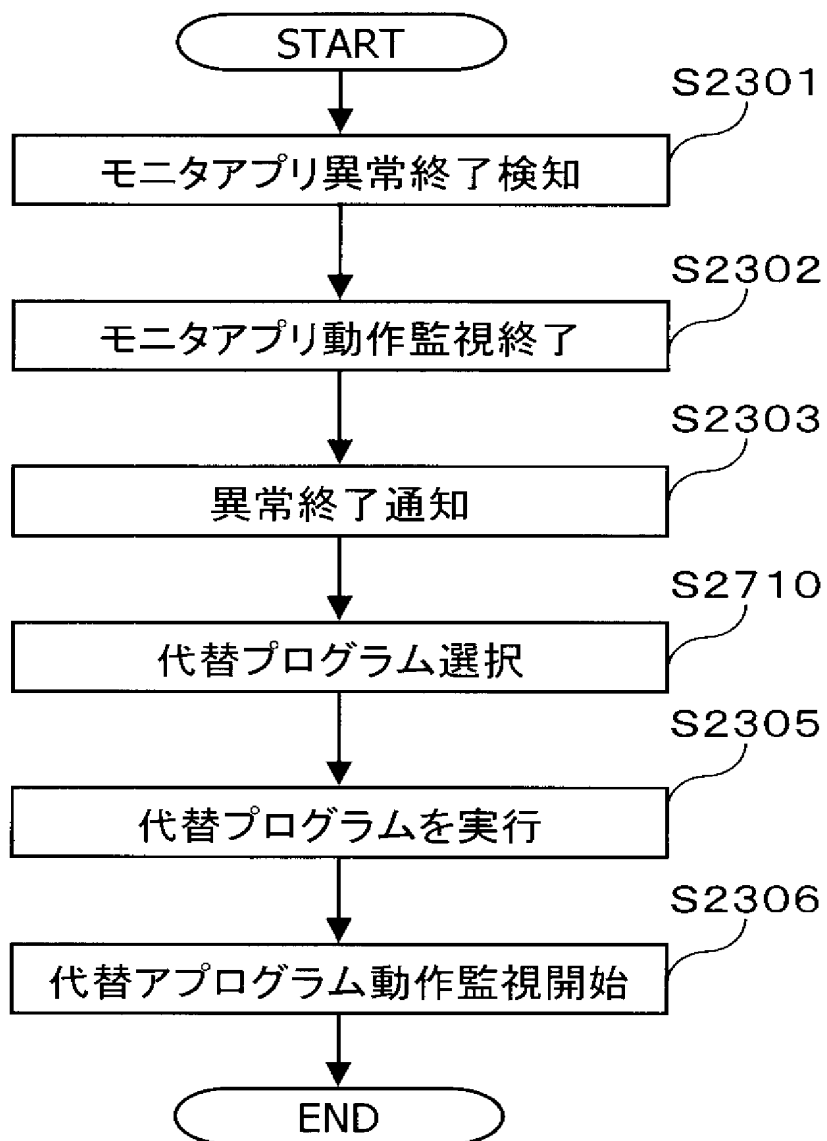 START
S2301
モニタアプリ異常終了検知
S2302
モニタアプリ動作監視終了
S2303
異常終了通知
S2710
代替プログラム選択
S2305
代替プログラムを実行
S2306
代替アプログラム動作監視開始
END